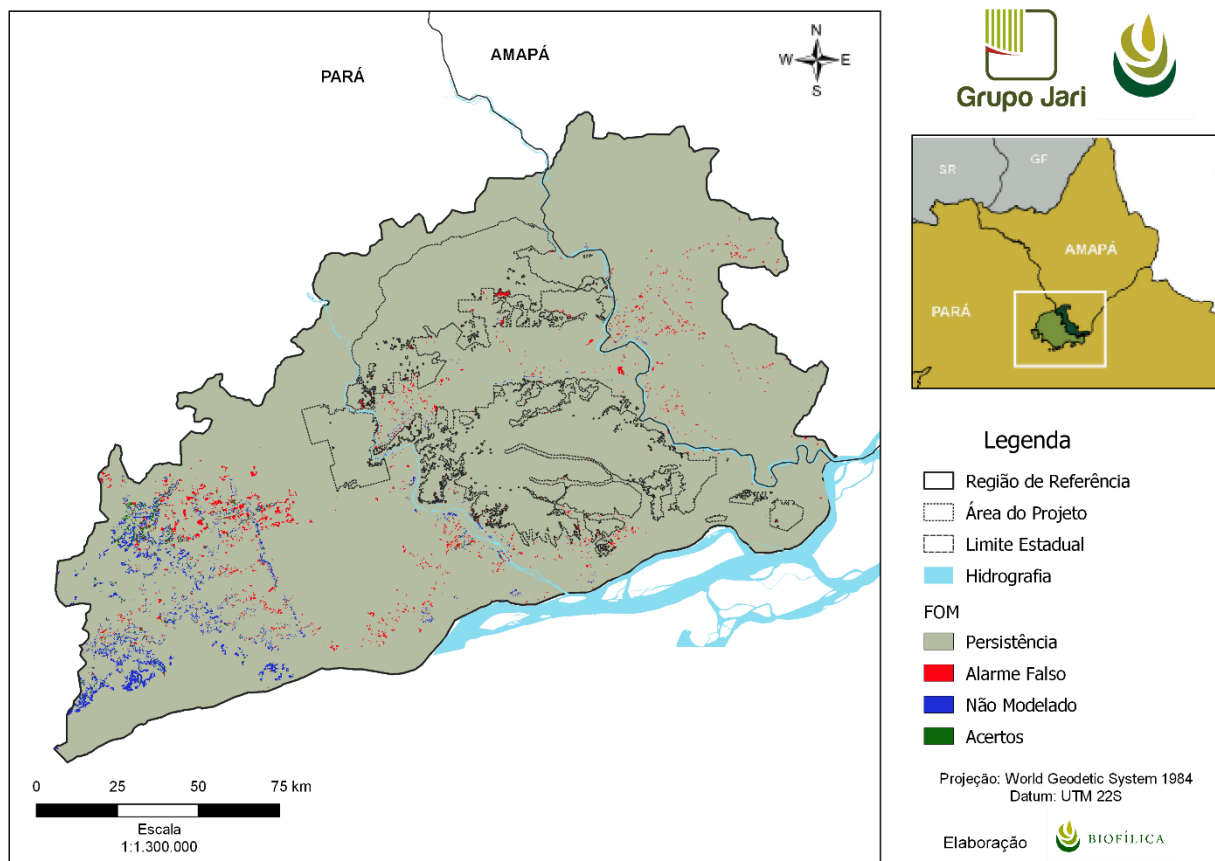 PARÁ
AMAPÁ
N
W
E
S
Grupo Jari
SR
GF
AMAPÁ
PARÁ
Legenda
Região de Referência
Área do Projeto
Limite Estadual
Hidrografia
FOM
Persistência
Alarme Falso
Não Modelado
Acertos
0 25 50 75 km
Escala
1:1.300.000
Projeção: World Geodetic System 1984
Datum: UTM 22S
Elaboração
BIOFÍLICA